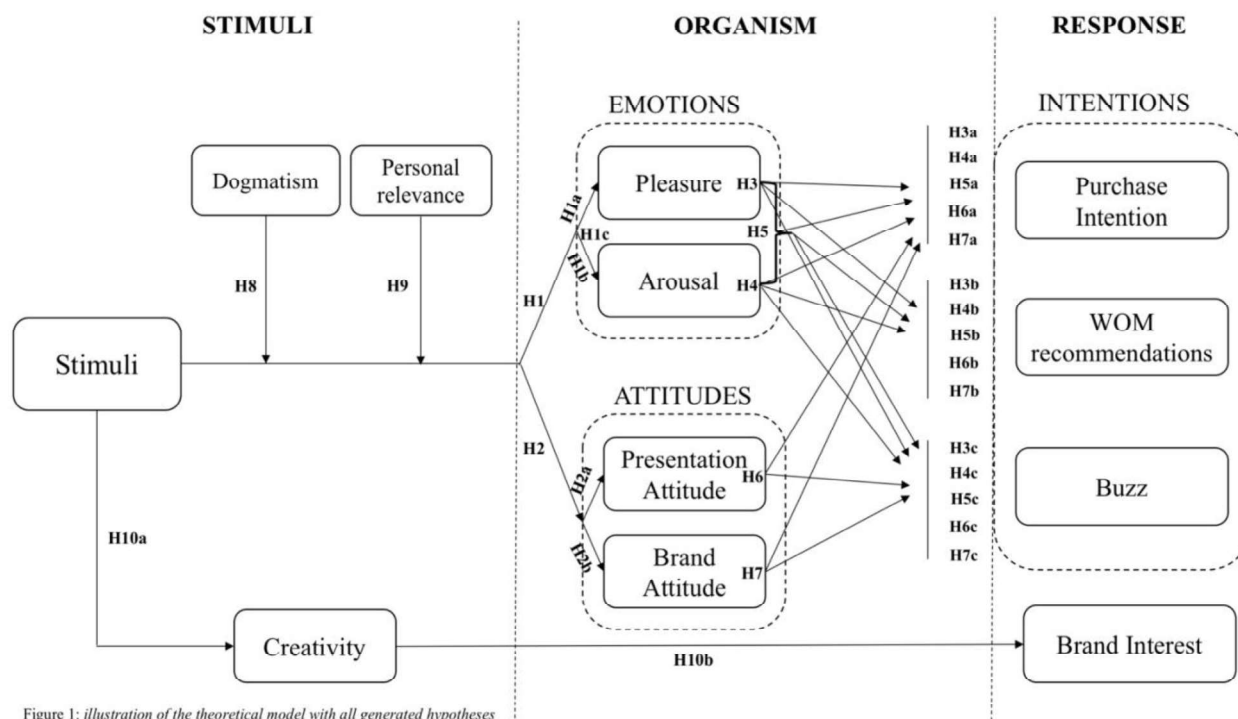 STIMULI
ORGANISM
RESPONSE
EMOTIONS
INTENTIONS
Dogmatism
Personal
relevance
H8
H9
Stimuli
H1
H1a
H1c
H1b
Pleasure
H3
H5
Arousal
H4
H2
ATTITUDES
H2a
H2b
Presentation
Attitude
H6
Brand
Attitude
H7
H3a
H4a
H5a
H6a
H7a
H3b
H4b
H5b
H6b
H7b
H3c
H4c
H5c
H6c
H7c
Purchase
Intention
WOM
recommendations
Buzz
H10a
Creativity
H10b
Brand Interest
Figure 1: illustration of the theoretical model with all generated hypotheses